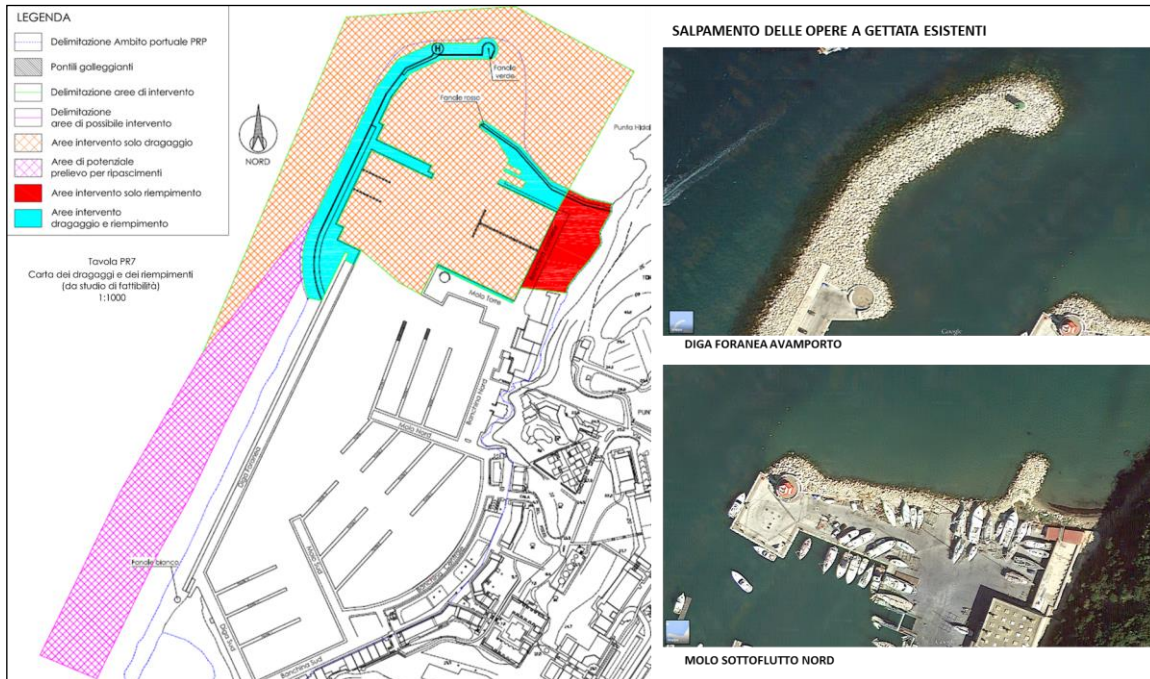 LEGENDA
Delimitazione Ambito portuale PRP
Pontili galleggianti
Delimitazione aree di intervento
Delimitazione
aree di possibile intervento
Aree intervento solo dragaggio
Aree di potenziale
prelievo per ripascimenti
Aree intervento solo riempimento
Aree intervento
dragaggio e riempimento
Tavola PR7
Carta dei dragaggi e dei riempimenti
(da studio di fattibilità)
1:1000
NORD
H
Fanale
verde
Fanale rosso
Molo Torre
Banchina Nord
Molo Nord
Diga Foranea
Molo Sud
Fanale bianco
Diga Sud
Banchina Sud
SALPAMENTO DELLE OPERE A GETTATA ESISTENTI
Google
DIGA FORANEA AVAMPORTO
MOLO SOTTOFLUTTO NORD